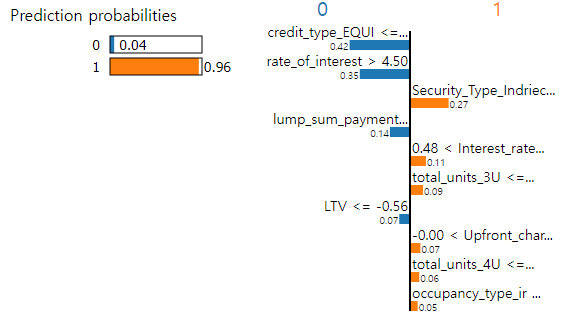 Prediction probabilities
0 0.04
1 0.96
0 1
credit_type_EQUI <=...
0.42
rate_of_interest > 4.50
0.35
Security_Type_Indriec...
0.27
lump_sum_payment...
0.14
0.48 < Interest_rate...
0.11
total_units_3U <=...
0.09
LTV <= -0.56
0.07
-0.00 < Upfront_char...
0.07
total_units_4U <=...
0.06
occupancy_type_ir ...
0.05